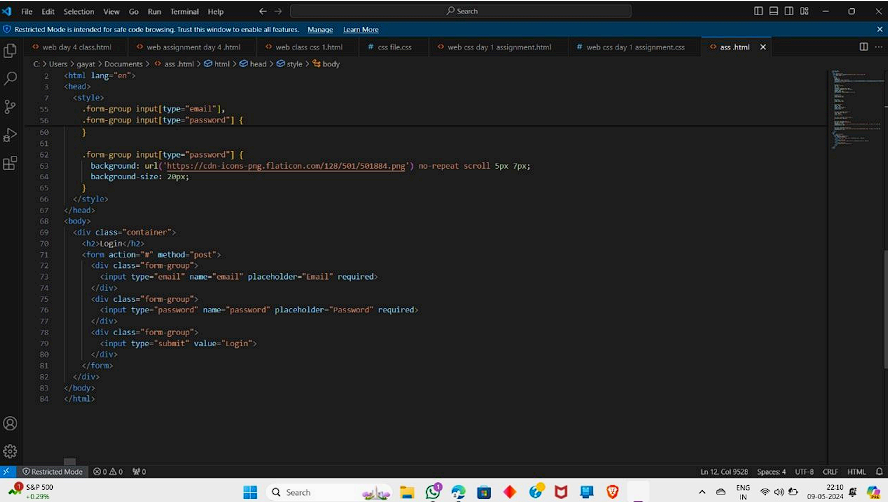 File Edit Selection View Go Run Terminal Help
Search
Restricted Mode is intended for safe code browsing. Trust this window to enable all features. Manage Learn More
web day 4 class.html
web assignment day 4 .html
web class css 1.html
css file.css
web css day 1 assignment.html
web css day 1 assignment.css
ass .html
C: > Users > gayat > Documents > ass .html > html > head > style > body
2 <html lang="en">
3 <head>
7 <style>
55 .form-group input[type="email"],
56 .form-group input[type="password"] {
60 }
61
62 .form-group input[type="password"] {
63 background: url('https://cdn-icons-png.flaticon.com/128/501/501884.png') no-repeat scroll 5px 7px;
64 background-size: 20px;
65 }
66 </style>
67 </head>
68 <body>
69 <div class="container">
70 <h2>Login</h2>
71 <form action="#" method="post">
72 <div class="form-group">
73 <input type="email" name="email" placeholder="Email" required>
74 </div>
75 <div class="form-group">
76 <input type="password" name="password" placeholder="Password" required>
77 </div>
78 <div class="form-group">
79 <input type="submit" value="Login">
80 </div>
81 </form>
82 </div>
83 </body>
84 </html>
Restricted Mode 0 0 0 Ln 12, Col 9528 Spaces: 4 UTF-8 CRLF HTML
S&P 500
+0.29%
Search
ENG
IN
22:10
09-05-2024